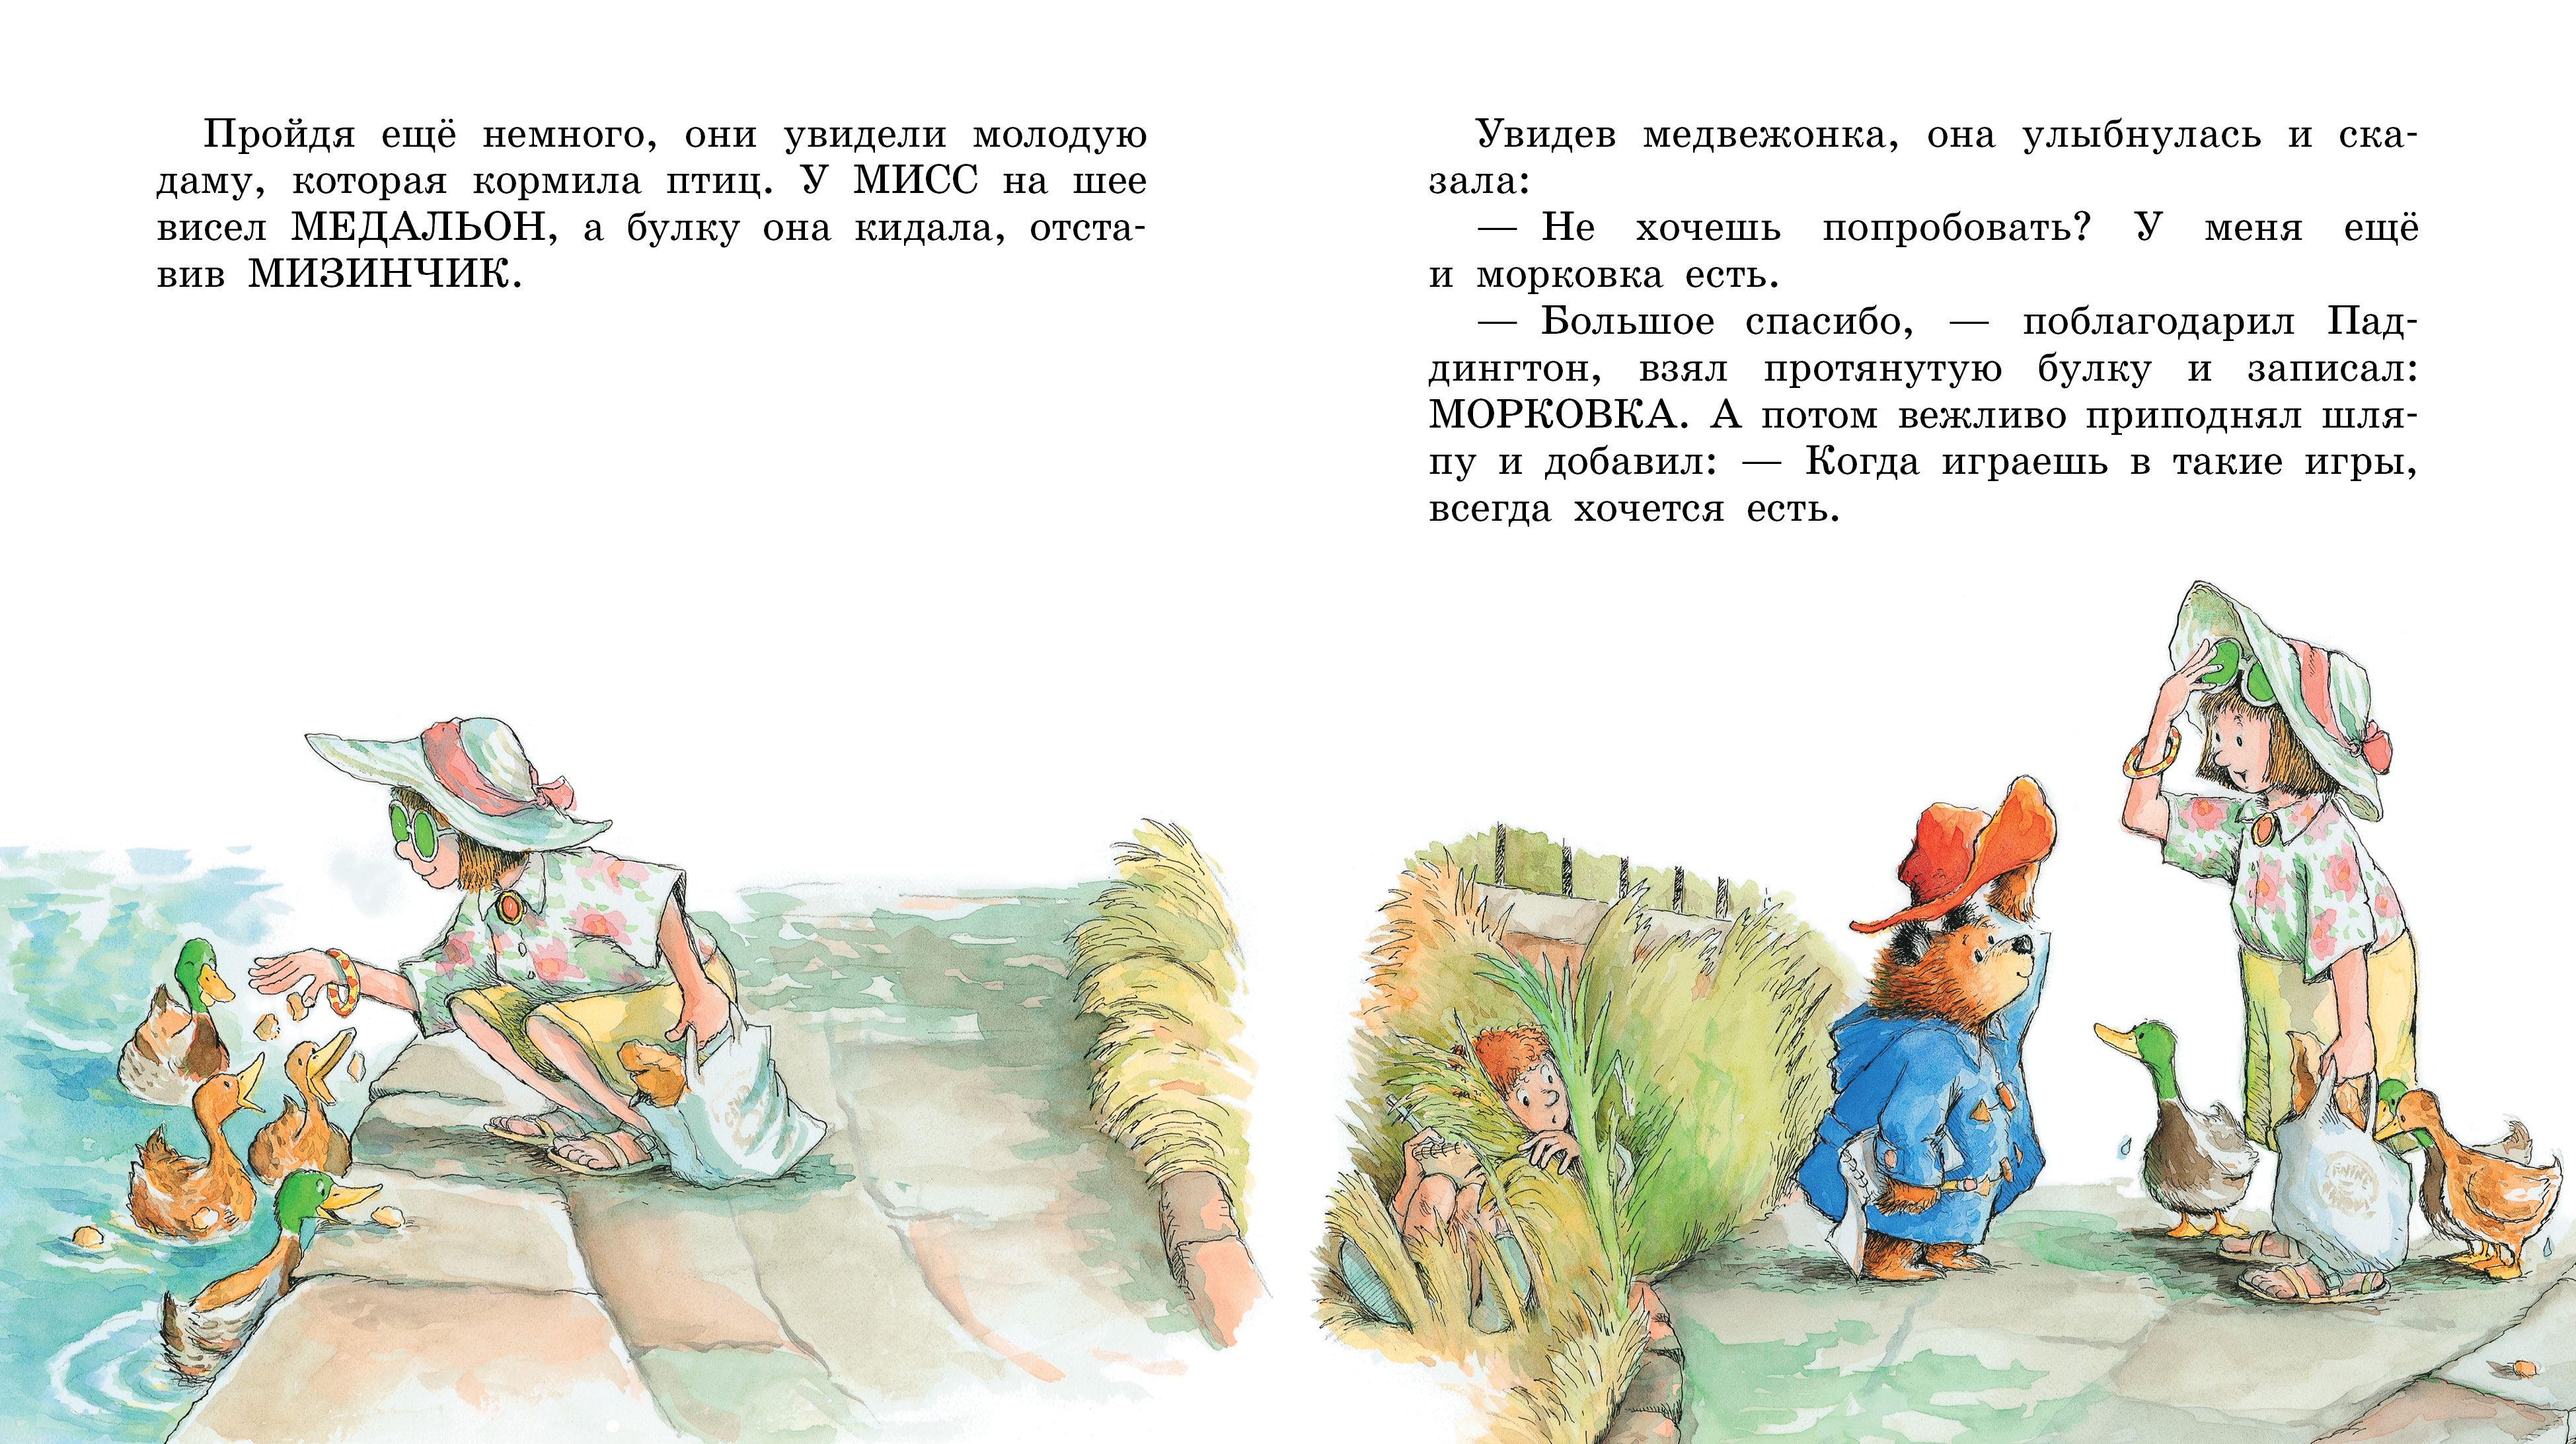 Пройдя ещё немного, они увидели молодую
даму, которая кормила птиц. У МИСС на шее
висел МЕДАЛЬОН, а булку она кидала, отста-
вив МИЗИНЧИК.
Увидев медвежонка, она улыбнулась и ска-
зала:
— Не хочешь попробовать? У меня ещё
и морковка есть.
— Большое спасибо, — поблагодарил Пад-
дингтон, взял протянутую булку и записал:
МОРКОВКА. А потом вежливо приподнял шля-
пу и добавил: — Когда играешь в такие игры,
всегда хочется есть.